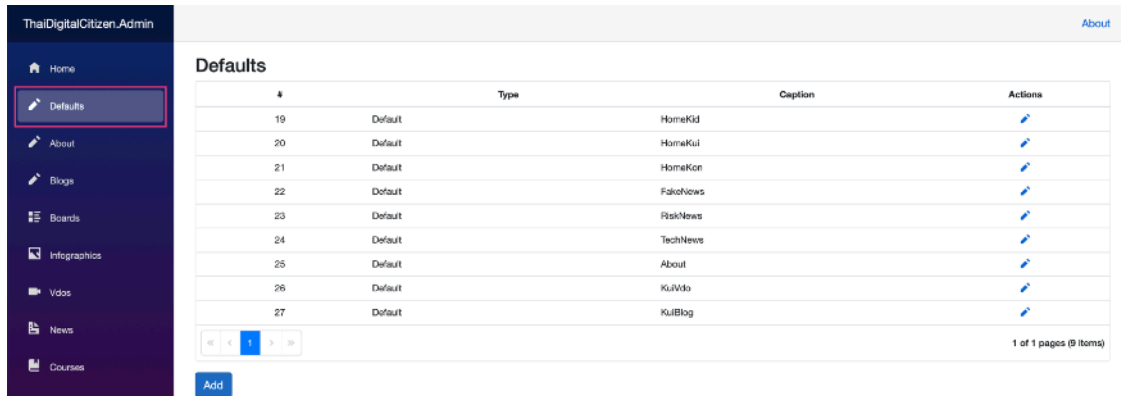 ThaiDigitalCitizen.Admin
About
Home
Defaults
About
Blogs
Boards
Infographics
Vdos
News
Courses
Defaults
# Type Caption Actions
19 Default HomeKid
20 Default HomeKui
21 Default HomeKon
22 Default FakeNews
23 Default RiskNews
24 Default TechNews
25 Default About
26 Default KuiVdo
27 Default KuiBlog
« < 1 > » 1 of 1 pages (9 items)
Add